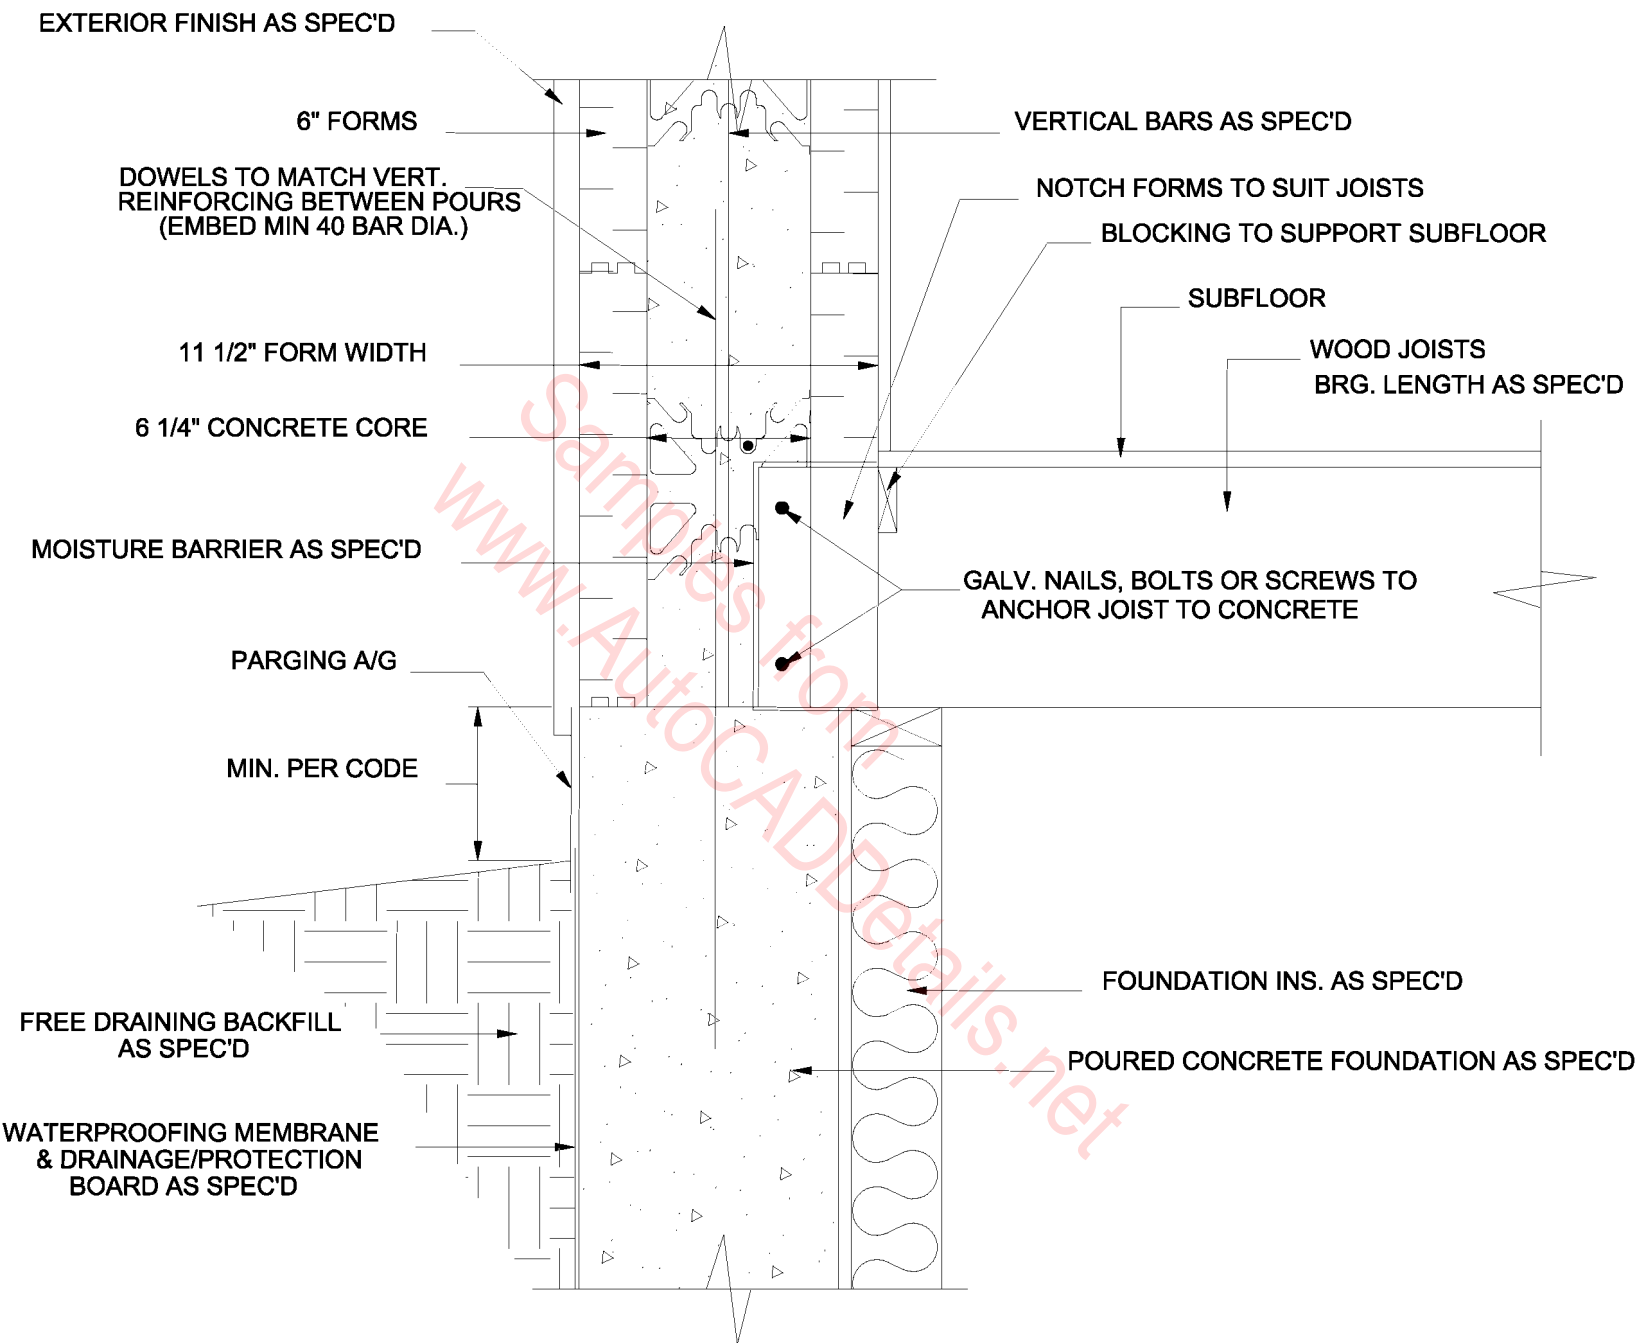 EXTERIOR FINISH AS SPEC'D
6" FORMS
DOWELS TO MATCH VERT.
REINFORCING BETWEEN POURS
(EMBED MIN 40 BAR DIA.)
11 1/2" FORM WIDTH
6 1/4" CONCRETE CORE
MOISTURE BARRIER AS SPEC'D
PARGING A/G
MIN. PER CODE
FREE DRAINING BACKFILL
AS SPEC'D
WATERPROOFING MEMBRANE
& DRAINAGE/PROTECTION
BOARD AS SPEC'D
VERTICAL BARS AS SPEC'D
NOTCH FORMS TO SUIT JOISTS
BLOCKING TO SUPPORT SUBFLOOR
SUBFLOOR
WOOD JOISTS
BRG. LENGTH AS SPEC'D
GALV. NAILS, BOLTS OR SCREWS TO
ANCHOR JOIST TO CONCRETE
FOUNDATION INS. AS SPEC'D
POURED CONCRETE FOUNDATION AS SPEC'D
Samples from
www.AutoCADDetails.net